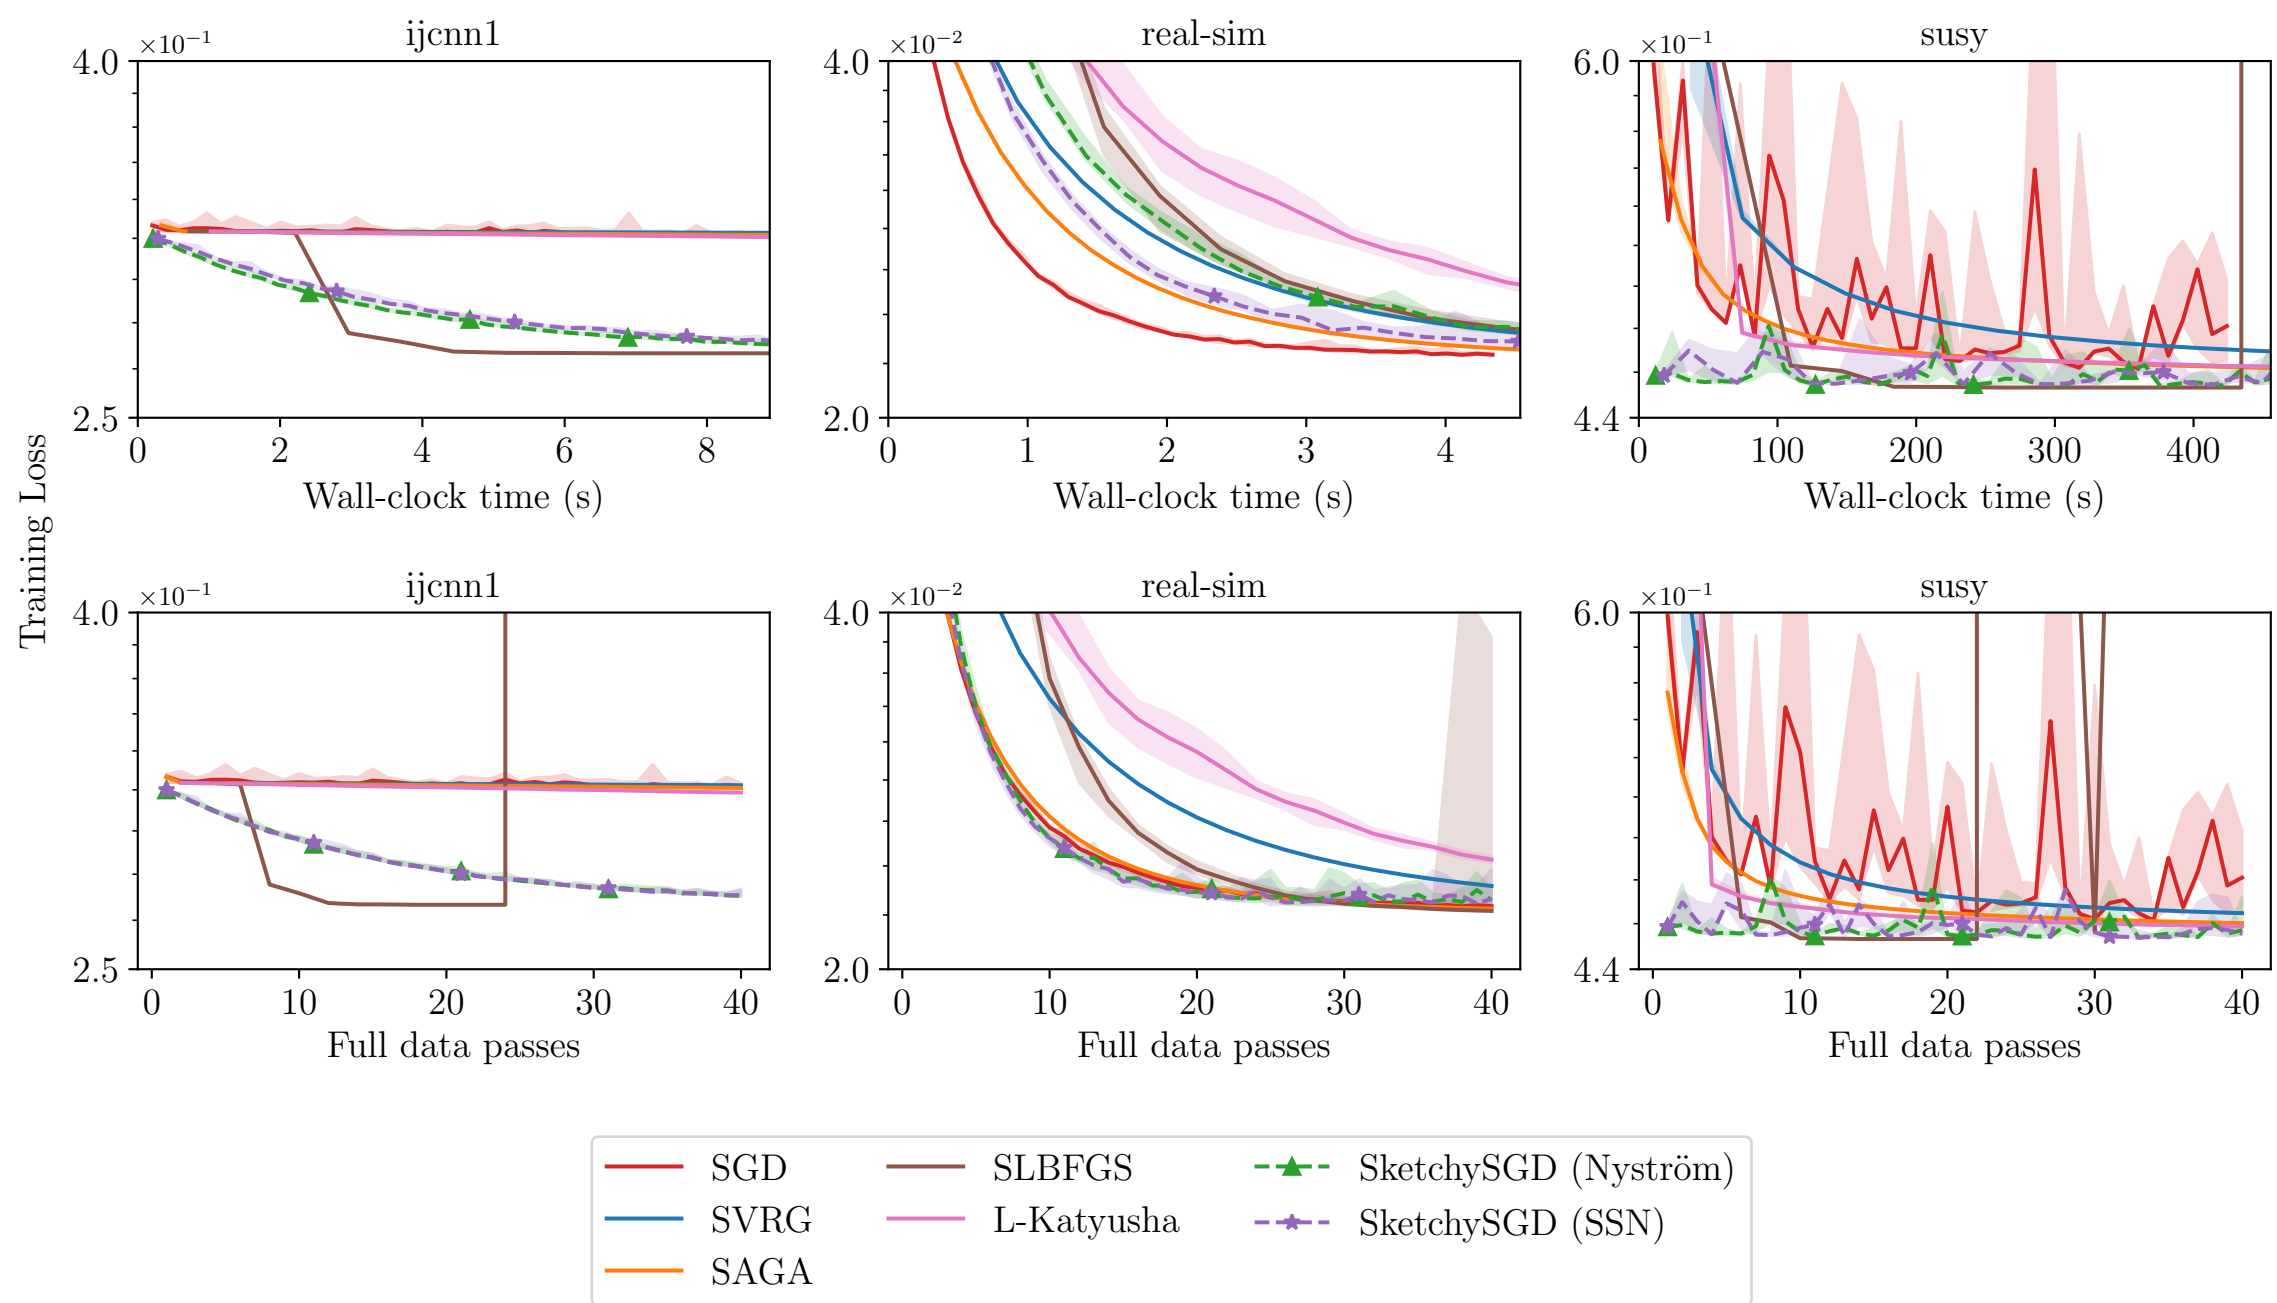 ijcnn1
real-sim
susy
×10⁻¹
×10⁻²
×10⁻¹
4.0
2.5
4.0
2.0
6.0
4.4
0 2 4 6 8
0 1 2 3 4
0 100 200 300 400
Wall-clock time (s)
Wall-clock time (s)
Wall-clock time (s)
Training Loss
ijcnn1
real-sim
susy
×10⁻¹
×10⁻²
×10⁻¹
4.0
2.5
4.0
2.0
6.0
4.4
0 10 20 30 40
0 10 20 30 40
0 10 20 30 40
Full data passes
Full data passes
Full data passes
SGD
SVRG
SAGA
SLBFGS
L-Katyusha
SketchySGD (Nyström)
SketchySGD (SSN)